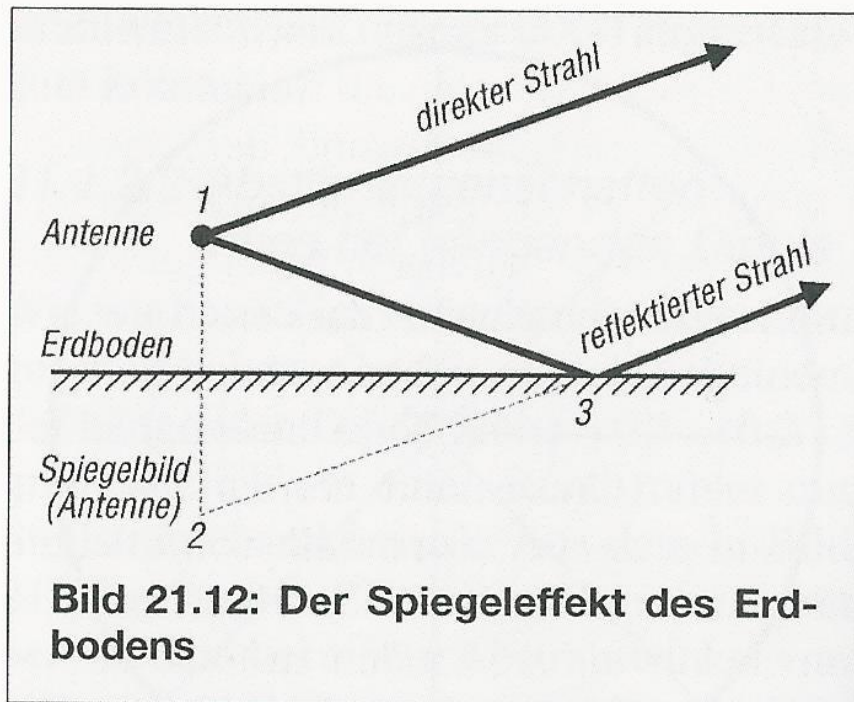 direkter Strahl
1
Antenne
reflektierter Strahl
Erdboden
3
Spiegelbild
(Antenne)
2
Bild 21.12: Der Spiegeleffekt des Erd-
bodens